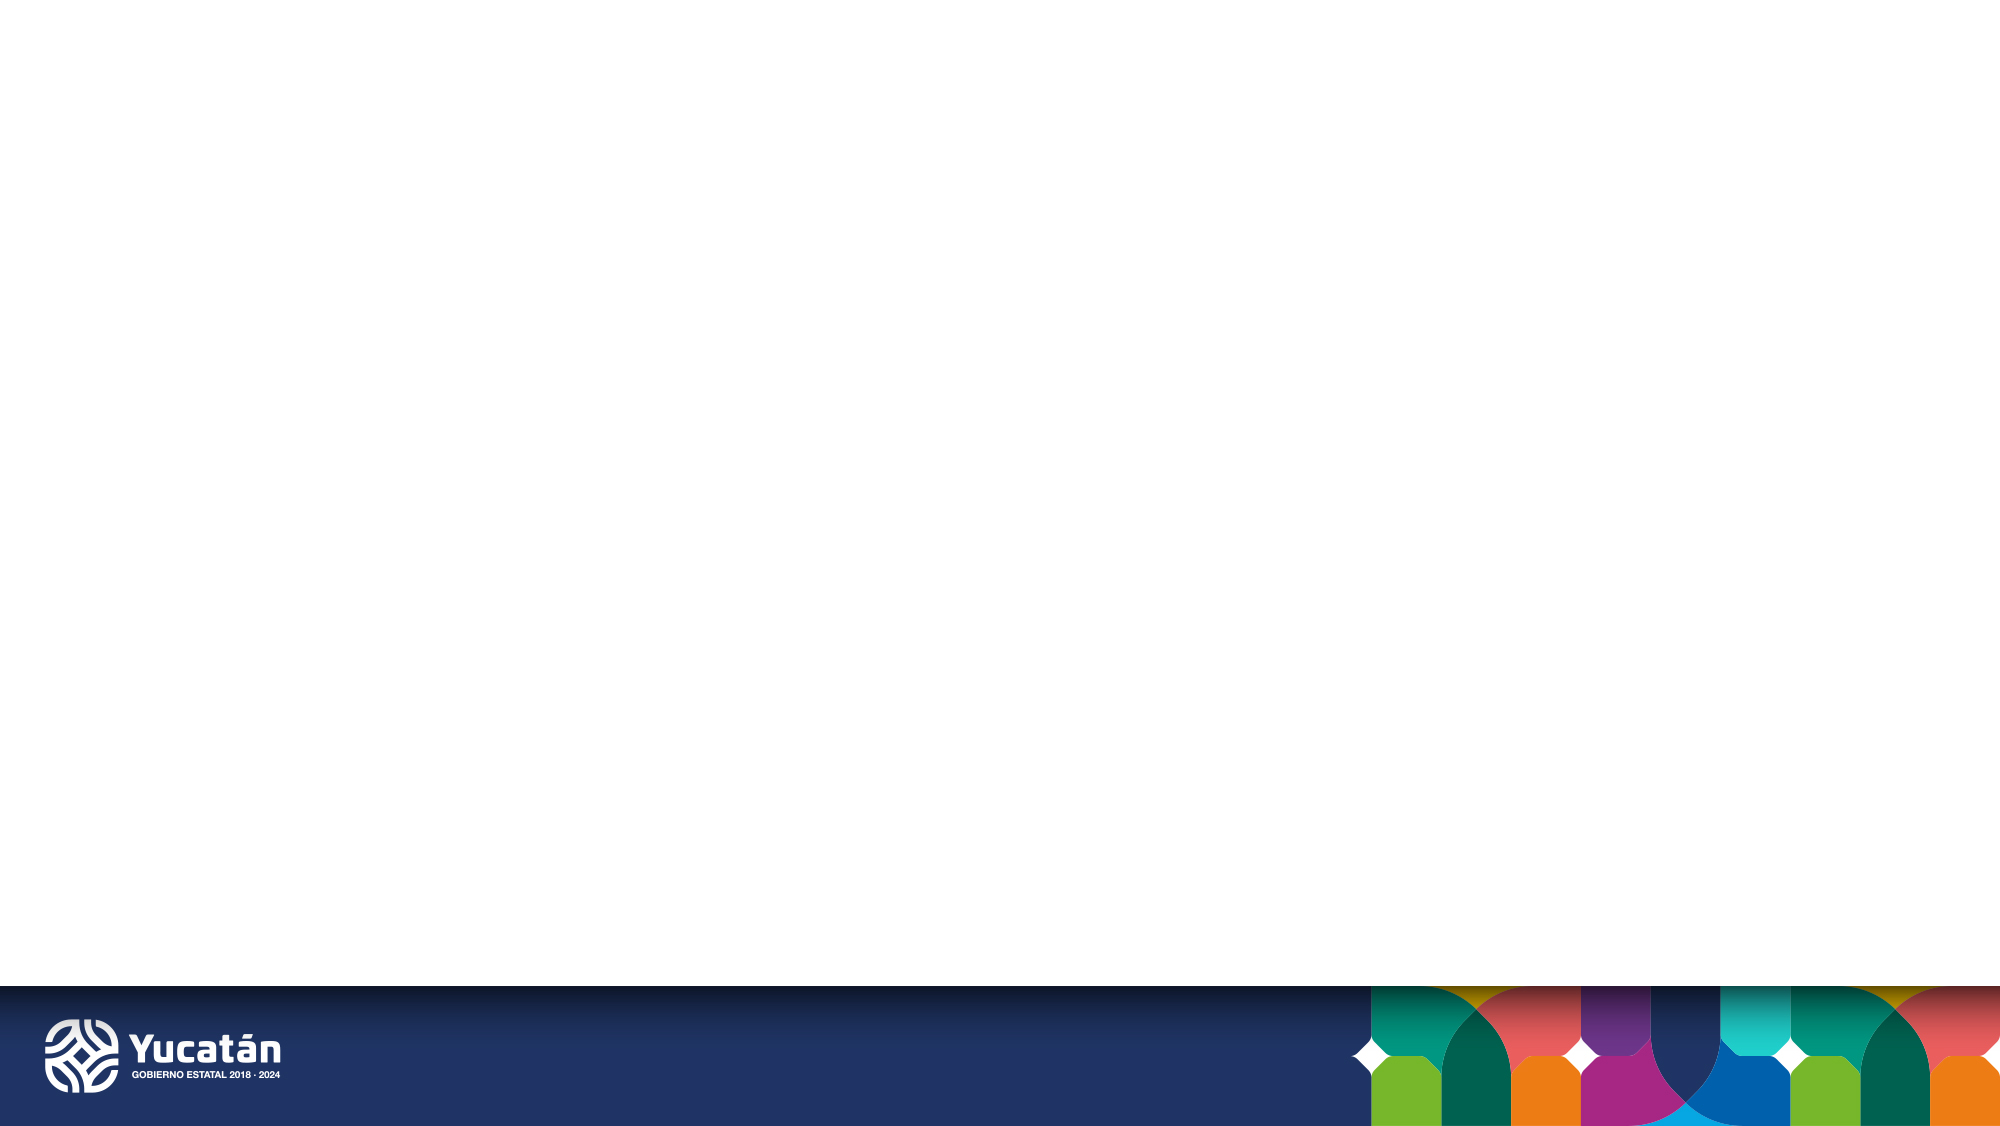 Yucatán
GOBIERNO ESTATAL 2018 · 2024